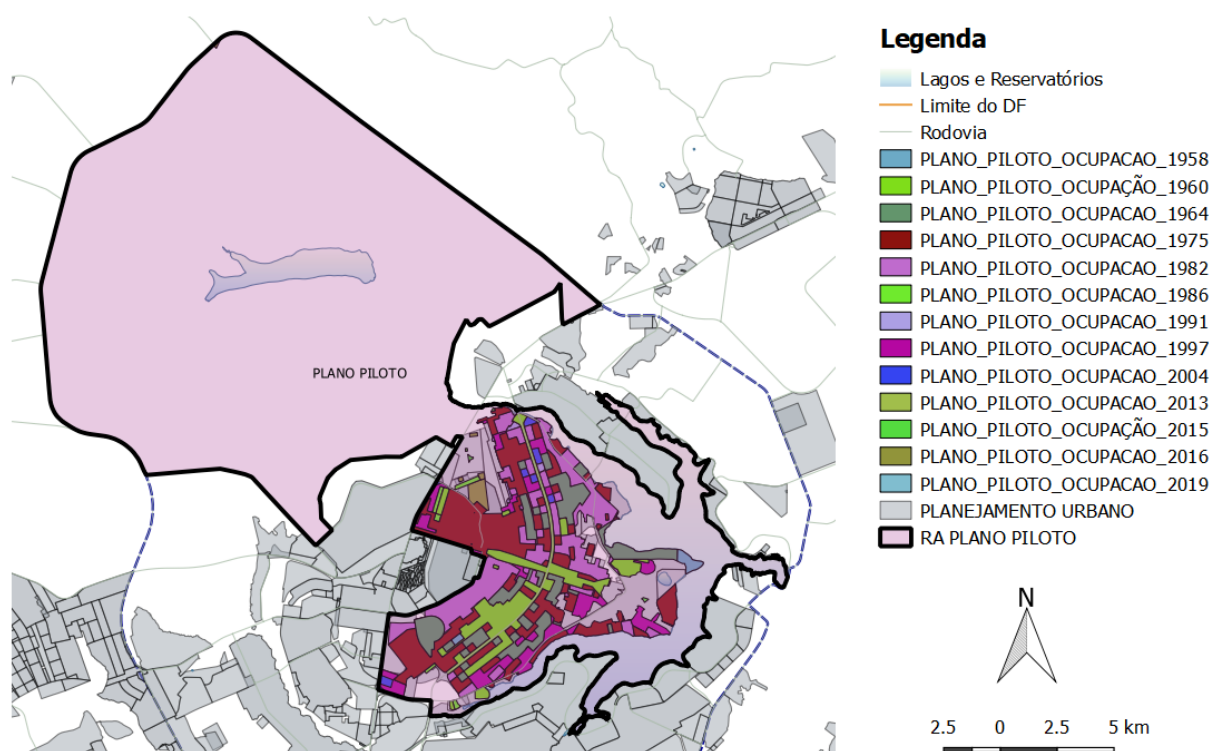 Legenda
Lagos e Reservatórios
Limite do DF
Rodovia
PLANO_PILOTO_OCUPACAO_1958
PLANO_PILOTO_OCUPAÇÃO_1960
PLANO_PILOTO_OCUPACAO_1964
PLANO_PILOTO_OCUPACAO_1975
PLANO_PILOTO_OCUPACAO_1982
PLANO_PILOTO_OCUPACAO_1986
PLANO_PILOTO_OCUPACAO_1991
PLANO_PILOTO_OCUPACAO_1997
PLANO_PILOTO_OCUPACAO_2004
PLANO_PILOTO_OCUPACAO_2013
PLANO_PILOTO_OCUPAÇÃO_2015
PLANO_PILOTO_OCUPACAO_2016
PLANO_PILOTO_OCUPACAO_2019
PLANEJAMENTO URBANO
RA PLANO PILOTO
PLANO PILOTO
N
2.5 0 2.5 5 km